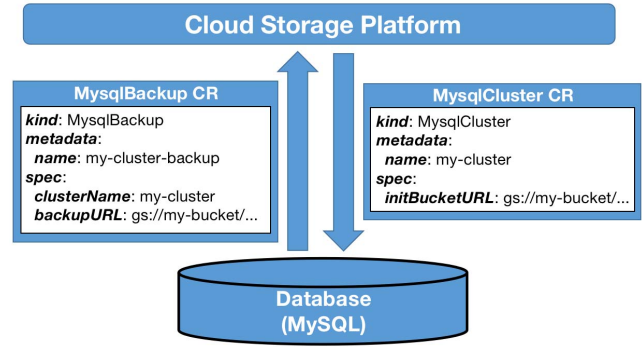 Cloud Storage Platform
MysqlBackup CR
kind: MysqlBackup
metadata:
name: my-cluster-backup
spec:
clusterName: my-cluster
backupURL: gs://my-bucket/...
MysqlCluster CR
kind: MysqlCluster
metadata:
name: my-cluster
spec:
initBucketURL: gs://my-bucket/...
Database
(MySQL)